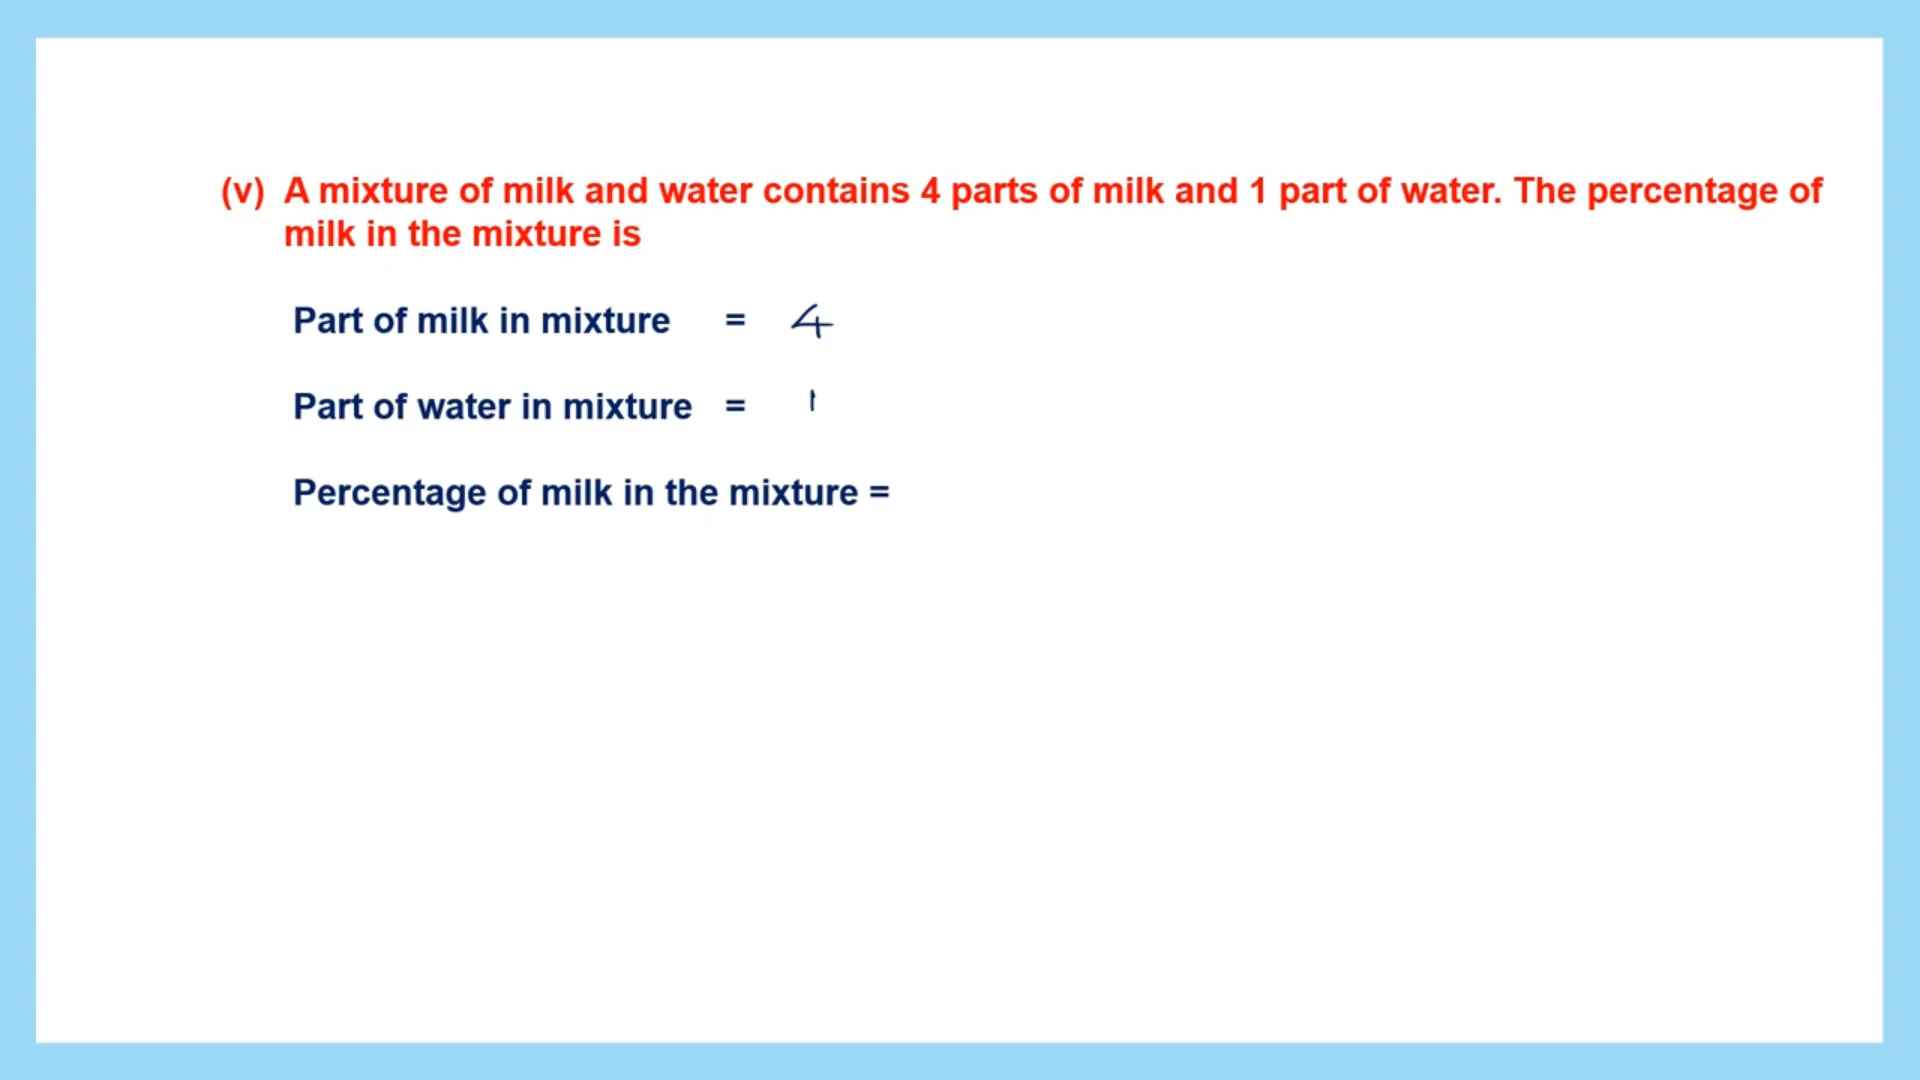 (v) A mixture of milk and water contains 4 parts of milk and 1 part of water. The percentage of
milk in the mixture is
Part of milk in mixture = 4
Part of water in mixture = 1
Percentage of milk in the mixture =